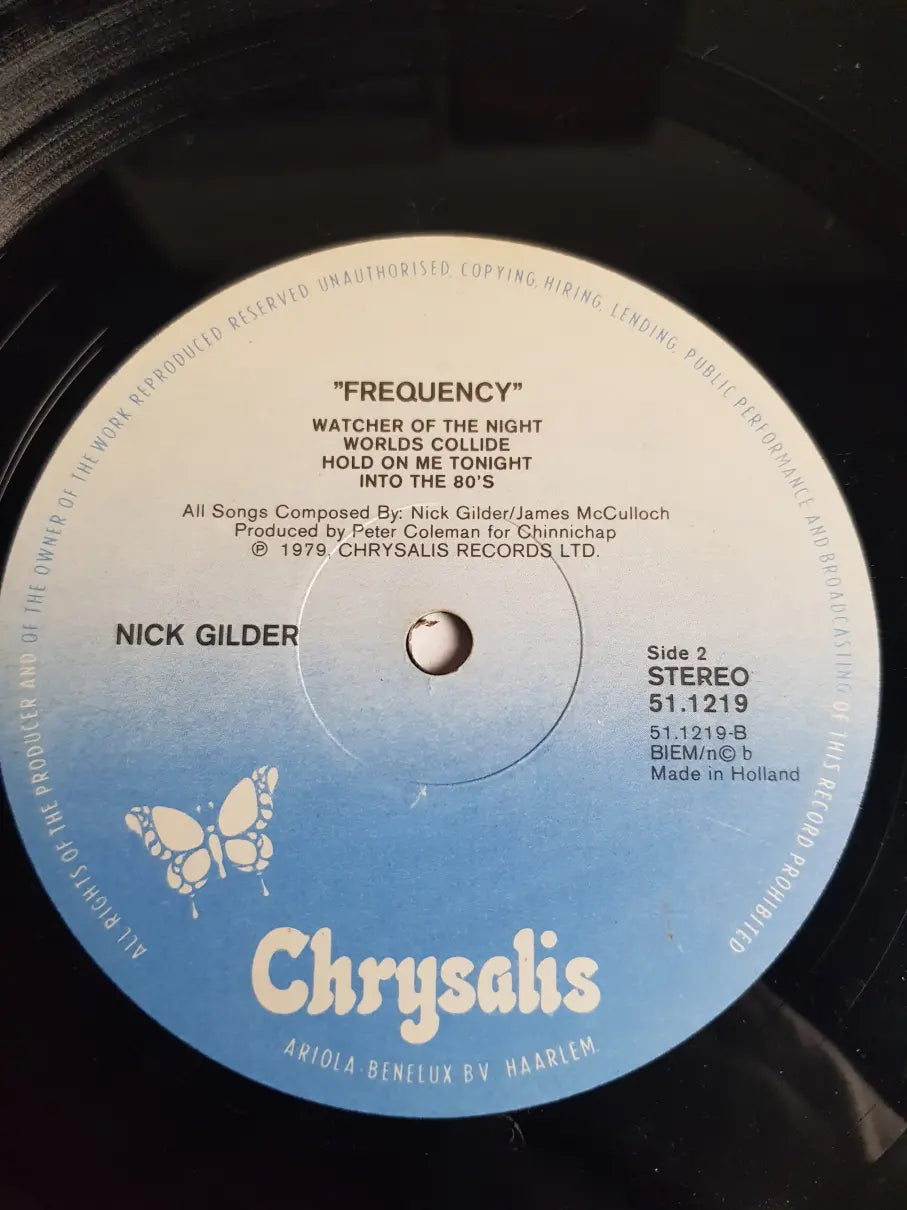 "FREQUENCY"
WATCHER OF THE NIGHT
WORLDS COLLIDE
HOLD ON ME TONIGHT
INTO THE 80'S
All Songs Composed By: Nick Gilder/James McCulloch
Produced by Peter Coleman for Chinnichap
℗ 1979, CHRYSALIS RECORDS LTD.
NICK GILDER
Side 2
STEREO
51.1219
51.1219-B
BIEM/n© b
Made in Holland
Chrysalis
ARIOLA-BENELUX BV. HAARLEM.
ALL RIGHTS OF THE PRODUCER AND OF THE OWNER OF THE WORK REPRODUCED RESERVED UNAUTHORISED, COPYING, HIRING, LENDING, PUBLIC PERFORMANCE AND BROADCASTING OF THIS RECORD PROHIBITED